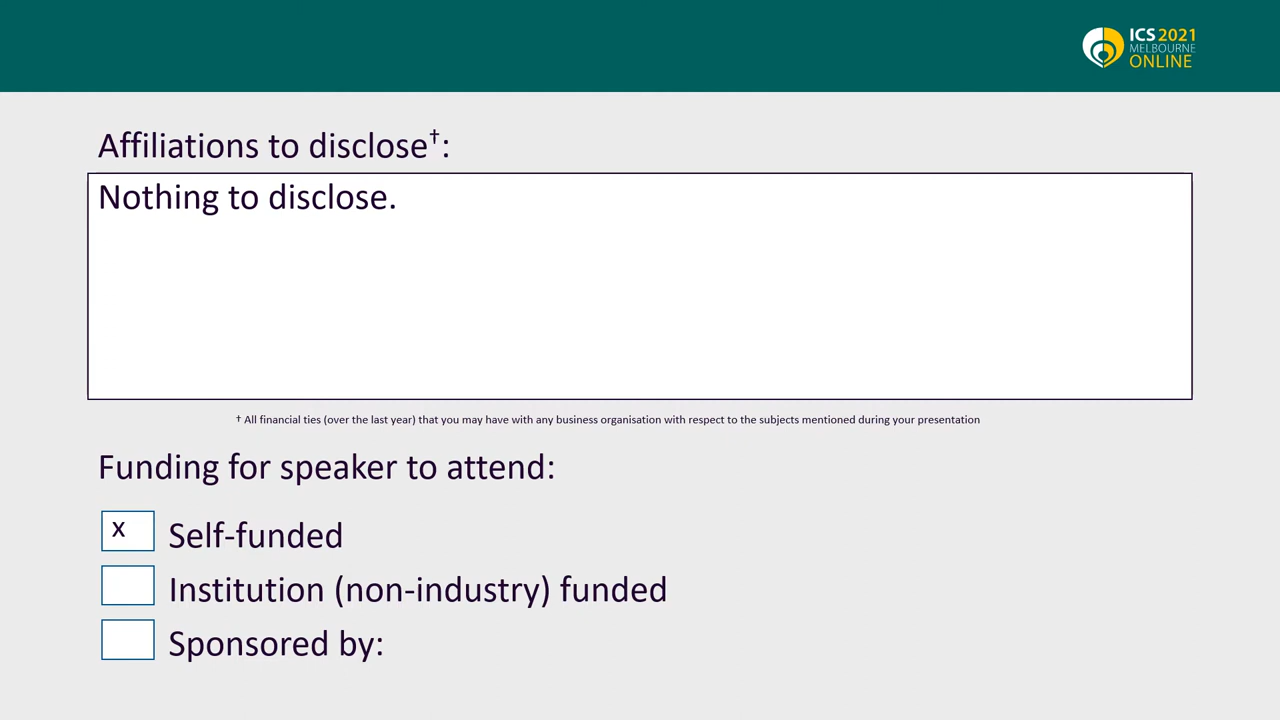 ICS 2021
MELBOURNE
ONLINE
Affiliations to disclose†:
Nothing to disclose.
† All financial ties (over the last year) that you may have with any business organisation with respect to the subjects mentioned during your presentation
Funding for speaker to attend:
x Self-funded
Institution (non-industry) funded
Sponsored by: